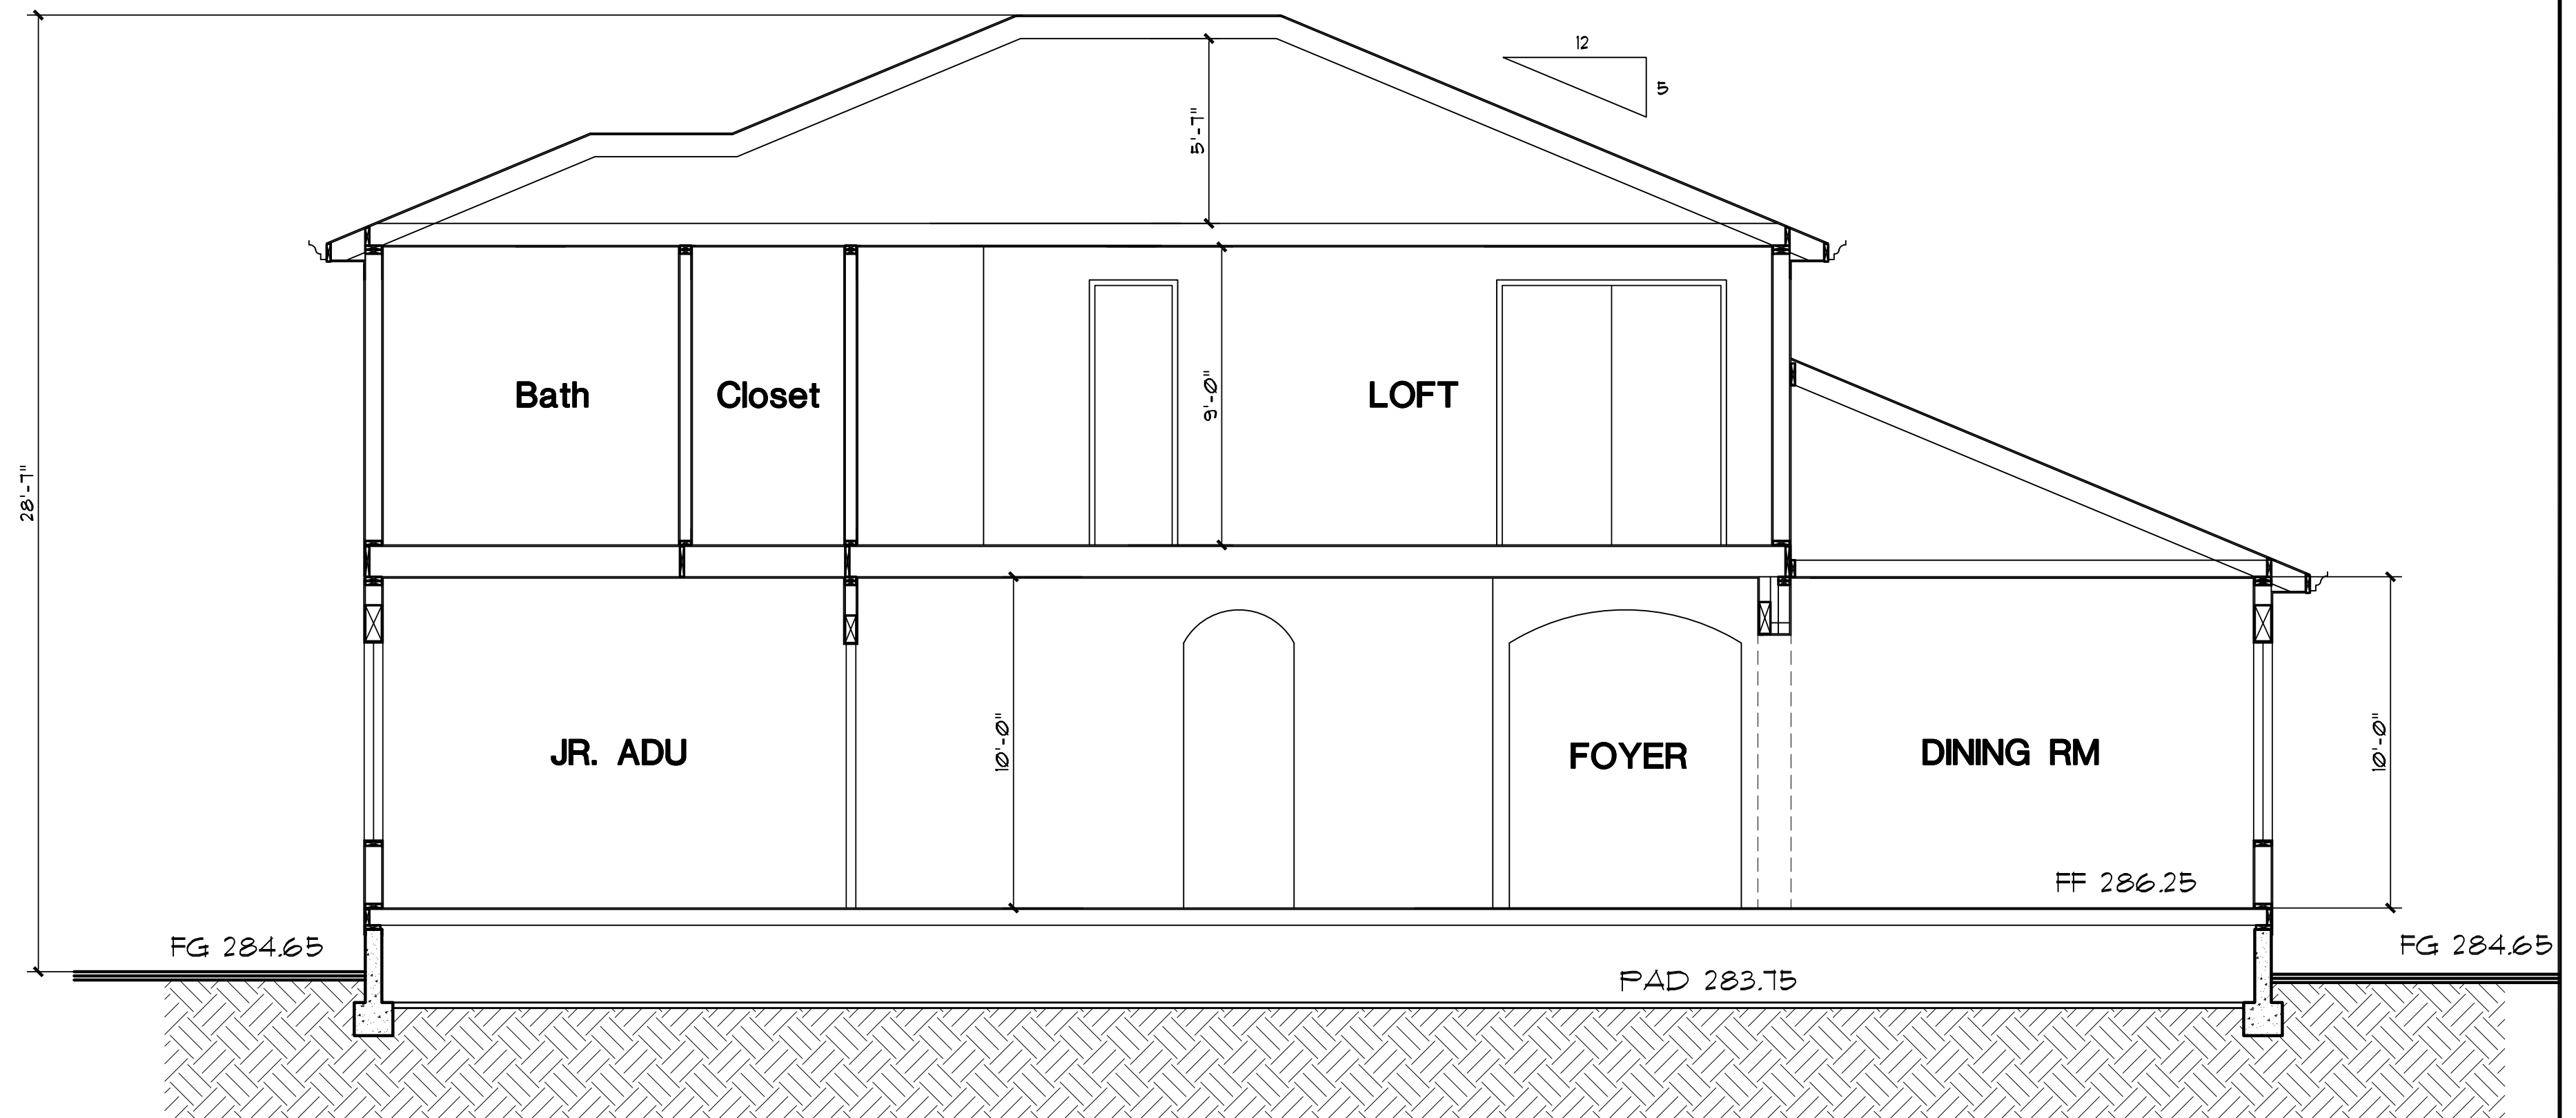 12
5
5'-7"
28'-7"
9'-0"
Bath
Closet
LOFT
JR. ADU
10'-0"
FOYER
DINING RM
10'-0"
FF 286.25
FG 284.65
FG 284.65
PAD 283.75